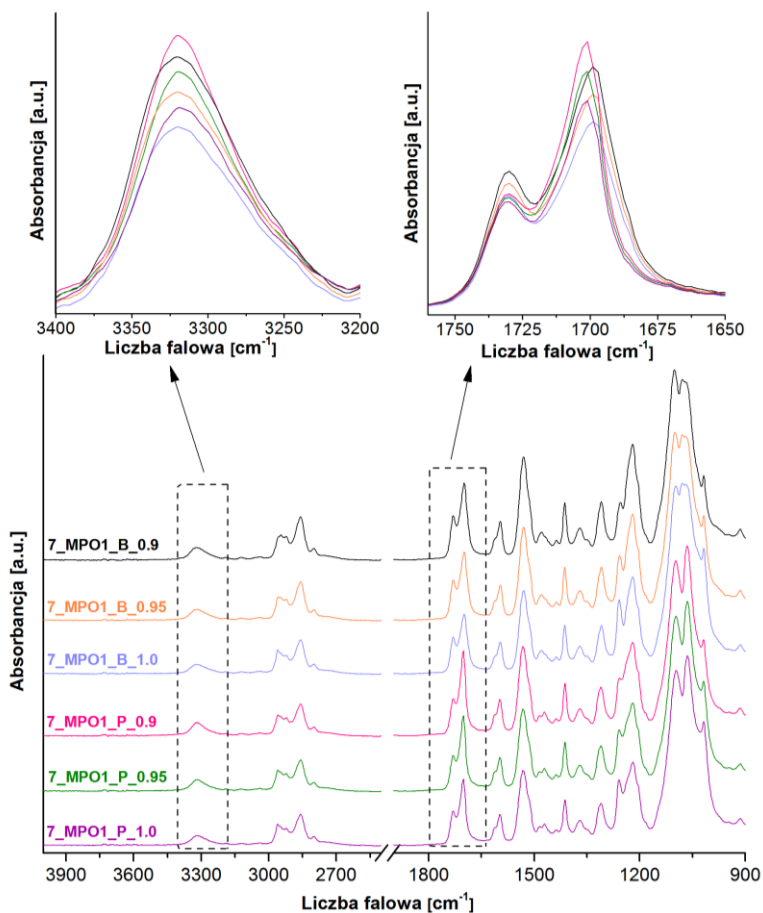 Absorbancja [a.u.]
3400 3350 3300 3250 3200
Liczba falowa [cm⁻¹]
Absorbancja [a.u.]
1750 1725 1700 1675 1650
Liczba falowa [cm⁻¹]
Absorbancja [a.u.]
7_MPO1_B_0.9
7_MPO1_B_0.95
7_MPO1_B_1.0
7_MPO1_P_0.9
7_MPO1_P_0.95
7_MPO1_P_1.0
3900 3600 3300 3000 2700 1800 1500 1200 900
Liczba falowa [cm⁻¹]